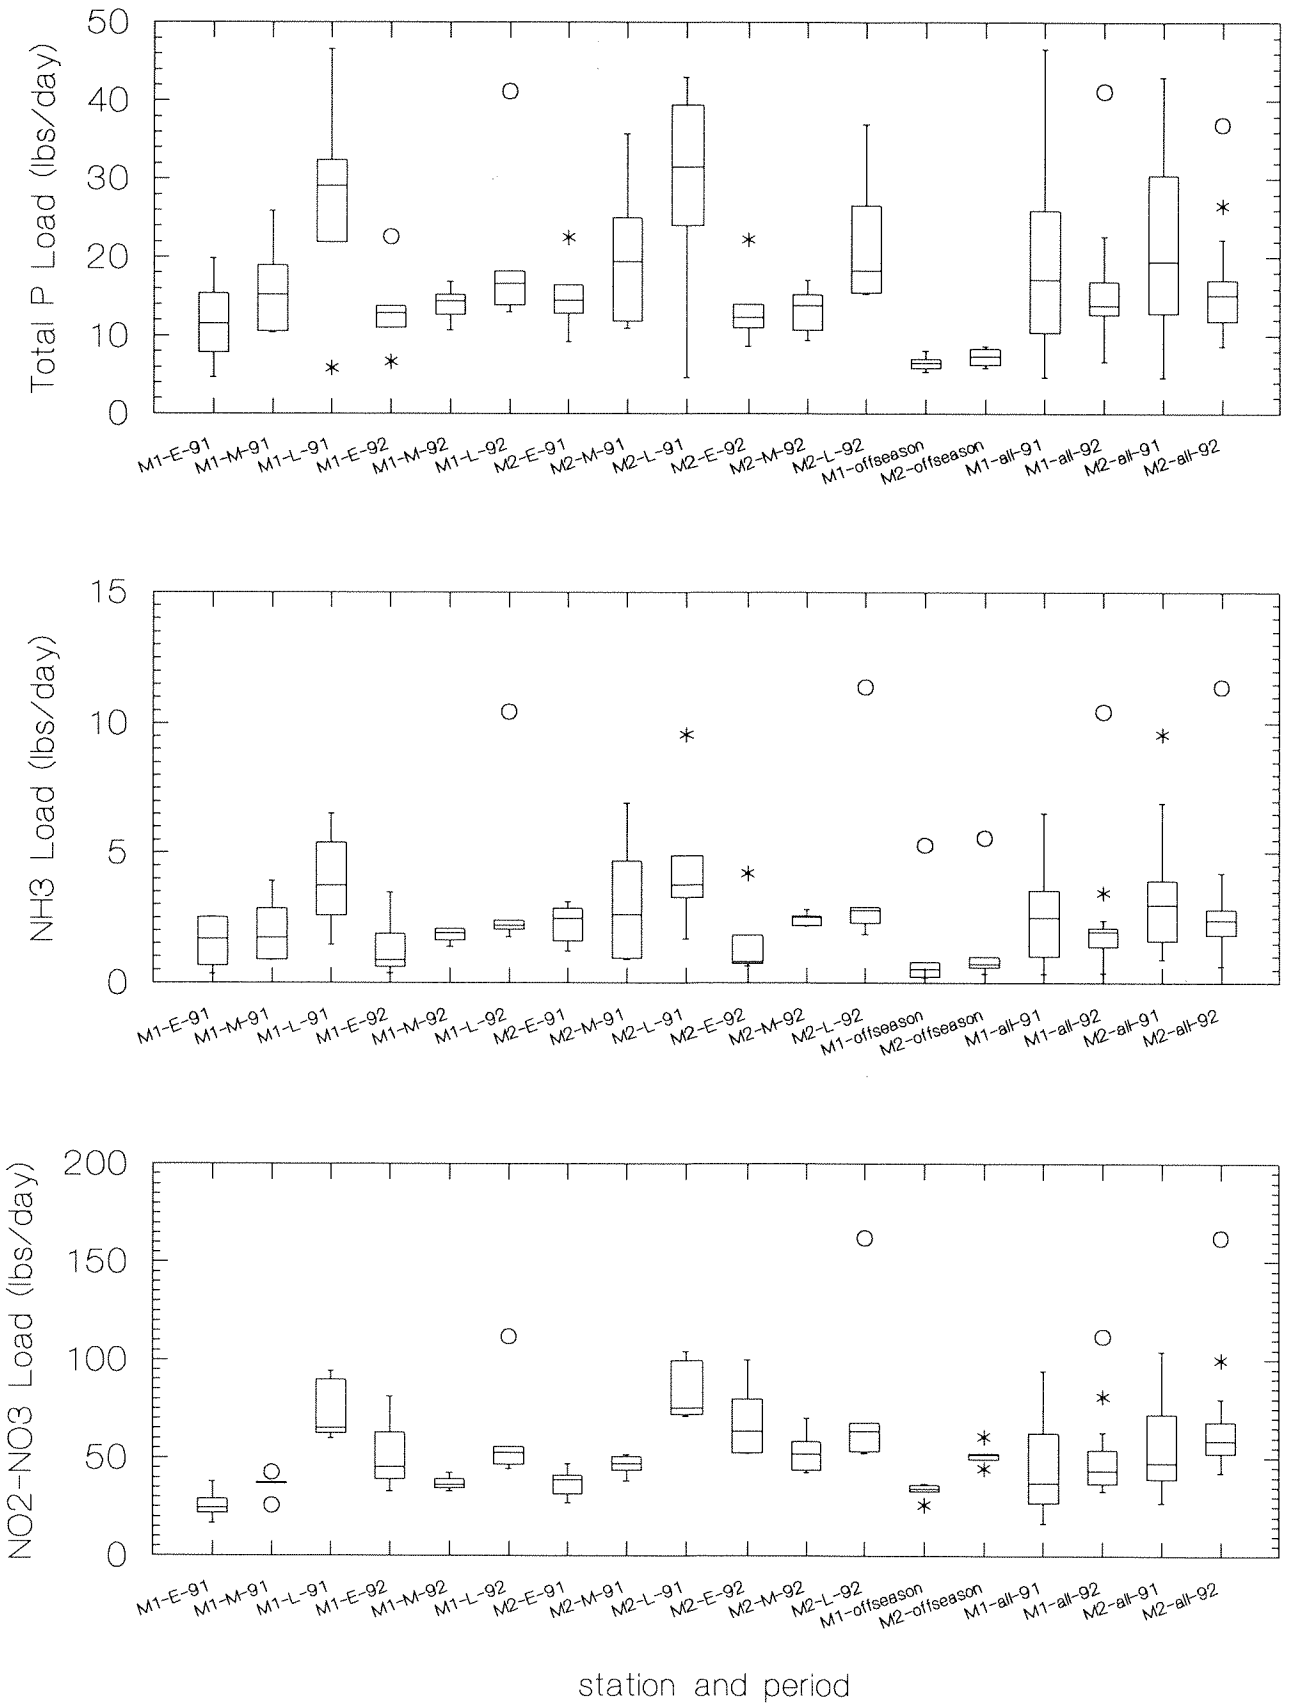 50
40
30
20
10
0
Total P Load (lbs/day)
M1-E-91
M1-M-91
M1-L-91
M1-E-92
M1-M-92
M1-L-92
M2-E-91
M2-M-91
M2-L-91
M2-E-92
M2-M-92
M2-L-92
M1-offseason
M2-offseason
M1-all-91
M1-all-92
M2-all-91
M2-all-92
15
10
5
0
NH3 Load (lbs/day)
M1-E-91
M1-M-91
M1-L-91
M1-E-92
M1-M-92
M1-L-92
M2-E-91
M2-M-91
M2-L-91
M2-E-92
M2-M-92
M2-L-92
M1-offseason
M2-offseason
M1-all-91
M1-all-92
M2-all-91
M2-all-92
200
150
100
50
0
NO2-NO3 Load (lbs/day)
M1-E-91
M1-M-91
M1-L-91
M1-E-92
M1-M-92
M1-L-92
M2-E-91
M2-M-91
M2-L-91
M2-E-92
M2-M-92
M2-L-92
M1-offseason
M2-offseason
M1-all-91
M1-all-92
M2-all-91
M2-all-92
station and period